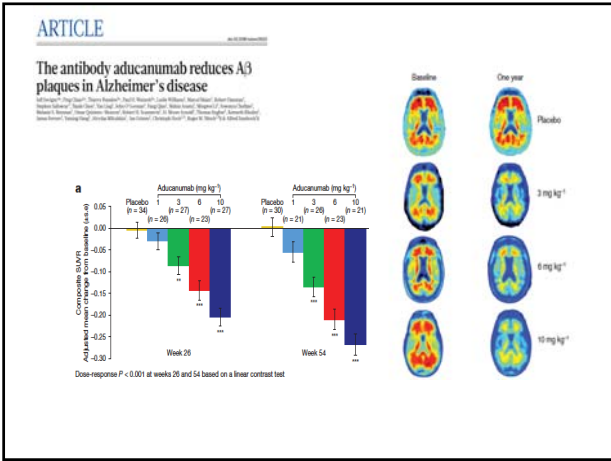 ARTICLE
The antibody aducanumab reduces Aβ
plaques in Alzheimer's disease
Baseline
One year
Placebo
3 mg kg⁻¹
6 mg kg⁻¹
10 mg kg⁻¹
a
Aducanumab (mg kg⁻¹)
Aducanumab (mg kg⁻¹)
Placebo 1 3 6 10
Placebo 1 3 6 10
(n = 34) (n = 27) (n = 27)
(n = 30) (n = 26) (n = 21)
(n = 26) (n = 23)
(n = 21) (n = 23)
Composite SUVR
Adjusted mean change from baseline (±s.e)
0.05
0.00
-0.05
-0.10
-0.15
-0.20
-0.25
-0.30
**
***
***
***
***
***
Week 26
Week 54
Dose-response P < 0.001 at weeks 26 and 54 based on a linear contrast test